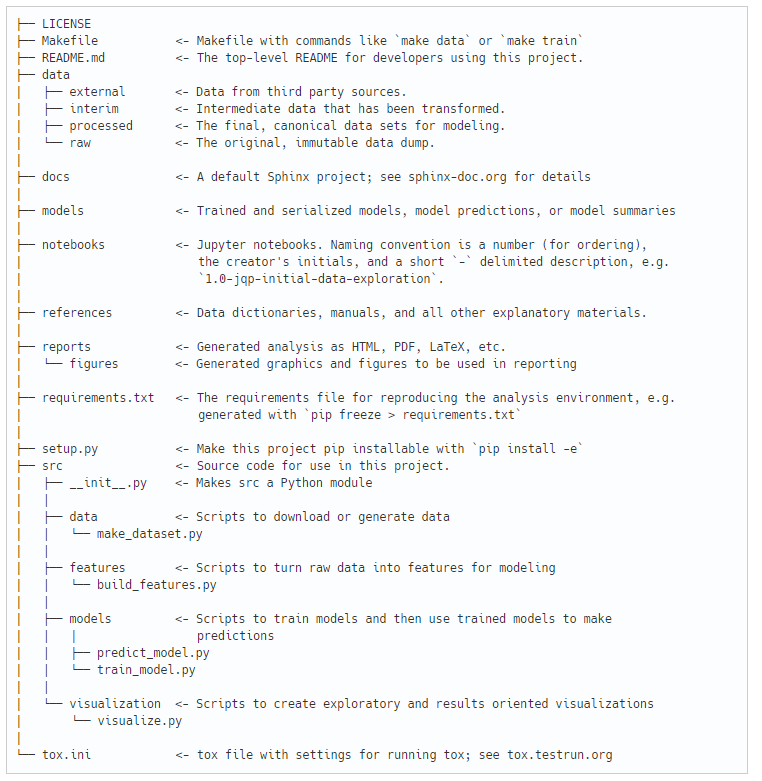 ├── LICENSE
├── Makefile           <- Makefile with commands like `make data` or `make train`
├── README.md          <- The top-level README for developers using this project.
├── data
│   ├── external       <- Data from third party sources.
│   ├── interim        <- Intermediate data that has been transformed.
│   ├── processed      <- The final, canonical data sets for modeling.
│   └── raw            <- The original, immutable data dump.
│
├── docs               <- A default Sphinx project; see sphinx-doc.org for details
│
├── models             <- Trained and serialized models, model predictions, or model summaries
│
├── notebooks          <- Jupyter notebooks. Naming convention is a number (for ordering),
│                         the creator's initials, and a short `-` delimited description, e.g.
│                         `1.0-jqp-initial-data-exploration`.
│
├── references         <- Data dictionaries, manuals, and all other explanatory materials.
│
├── reports            <- Generated analysis as HTML, PDF, LaTeX, etc.
│   └── figures        <- Generated graphics and figures to be used in reporting
│
├── requirements.txt   <- The requirements file for reproducing the analysis environment, e.g.
│                         generated with `pip freeze > requirements.txt`
│
├── setup.py           <- Make this project pip installable with `pip install -e`
├── src                <- Source code for use in this project.
│   ├── __init__.py    <- Makes src a Python module
│   │
│   ├── data           <- Scripts to download or generate data
│   │   └── make_dataset.py
│   │
│   ├── features       <- Scripts to turn raw data into features for modeling
│   │   └── build_features.py
│   │
│   ├── models         <- Scripts to train models and then use trained models to make
│   │   │                 predictions
│   │   ├── predict_model.py
│   │   └── train_model.py
│   │
│   └── visualization  <- Scripts to create exploratory and results oriented visualizations
│       └── visualize.py
│
└── tox.ini            <- tox file with settings for running tox; see tox.testrun.org